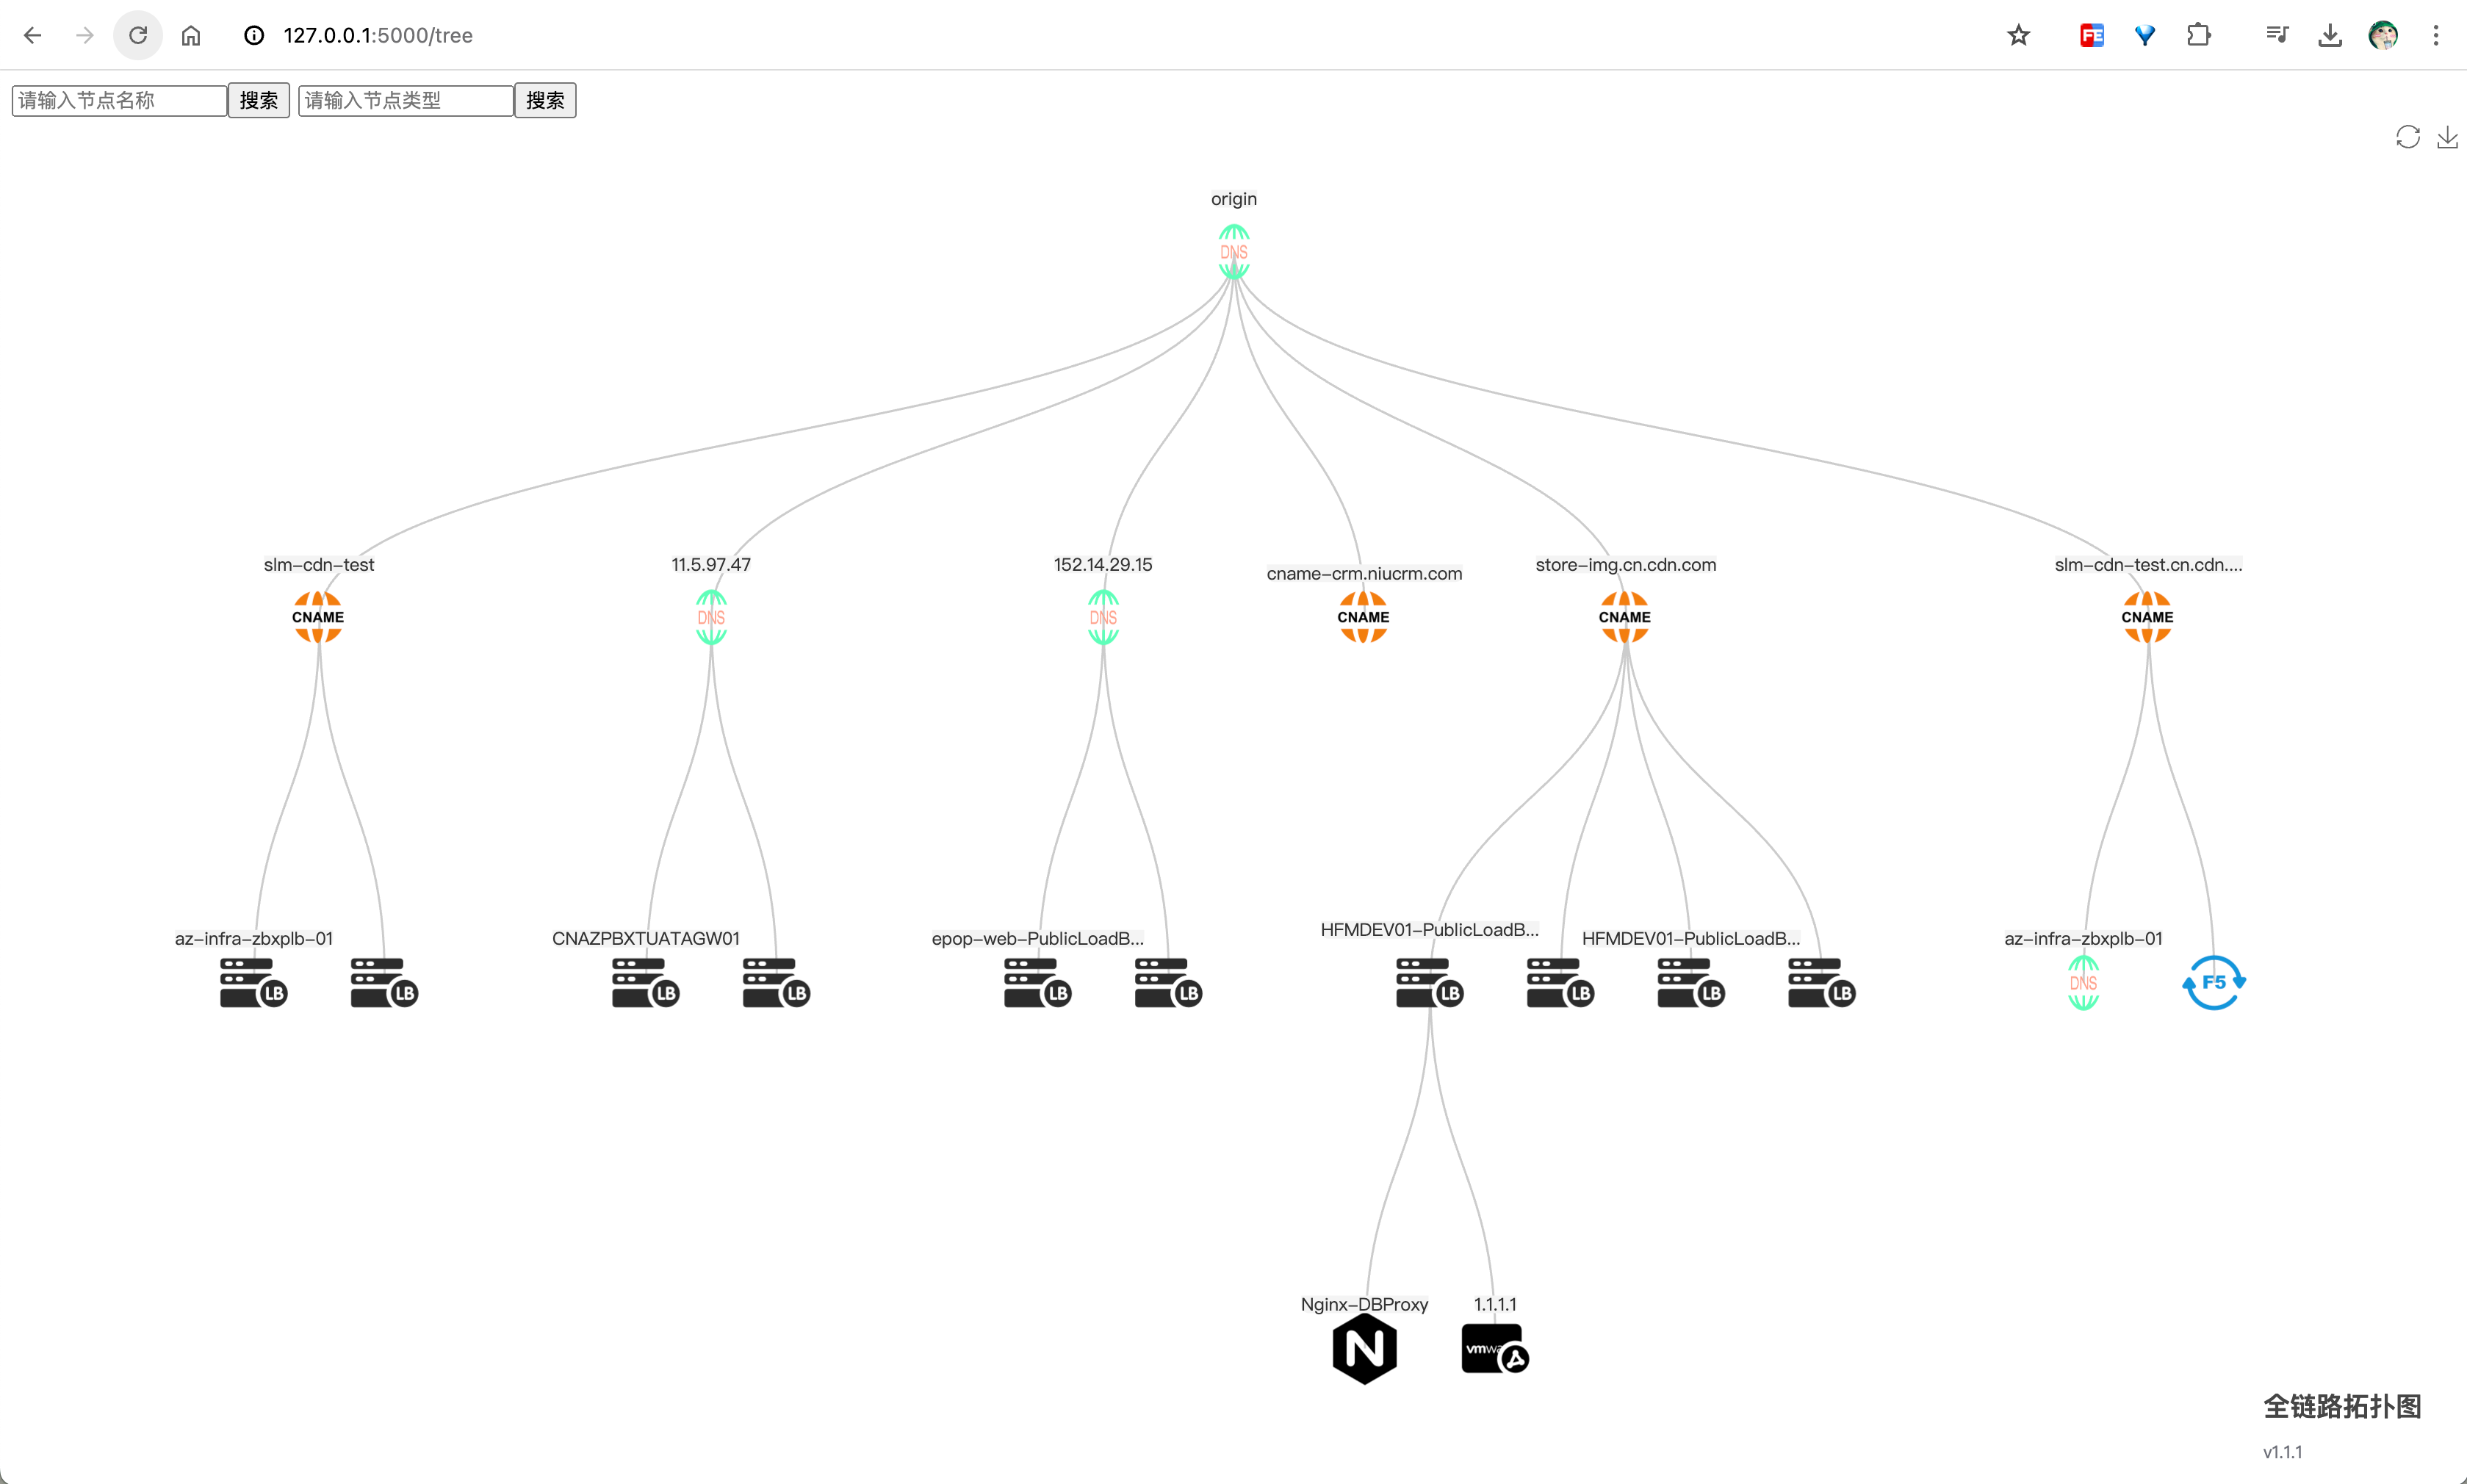 127.0.0.1:5000/tree
FE
请输入节点名称 搜索 请输入节点类型 搜索
origin
DNS
slm-cdn-test
11.5.97.47
152.14.29.15
cname-crm.niucrm.com
store-img.cn.cdn.com
slm-cdn-test.cn.cdn....
CNAME
DNS
DNS
CNAME
CNAME
CNAME
az-infra-zbxplb-01
CNAZPBXTUATAGW01
epop-web-PublicLoadB...
HFMDEV01-PublicLoadB...
HFMDEV01-PublicLoadB...
az-infra-zbxplb-01
LB
LB
LB
LB
LB
LB
LB
LB
LB
LB
DNS
F5
Nginx-DBProxy
1.1.1.1
N
vmwa
全链路拓扑图
v1.1.1